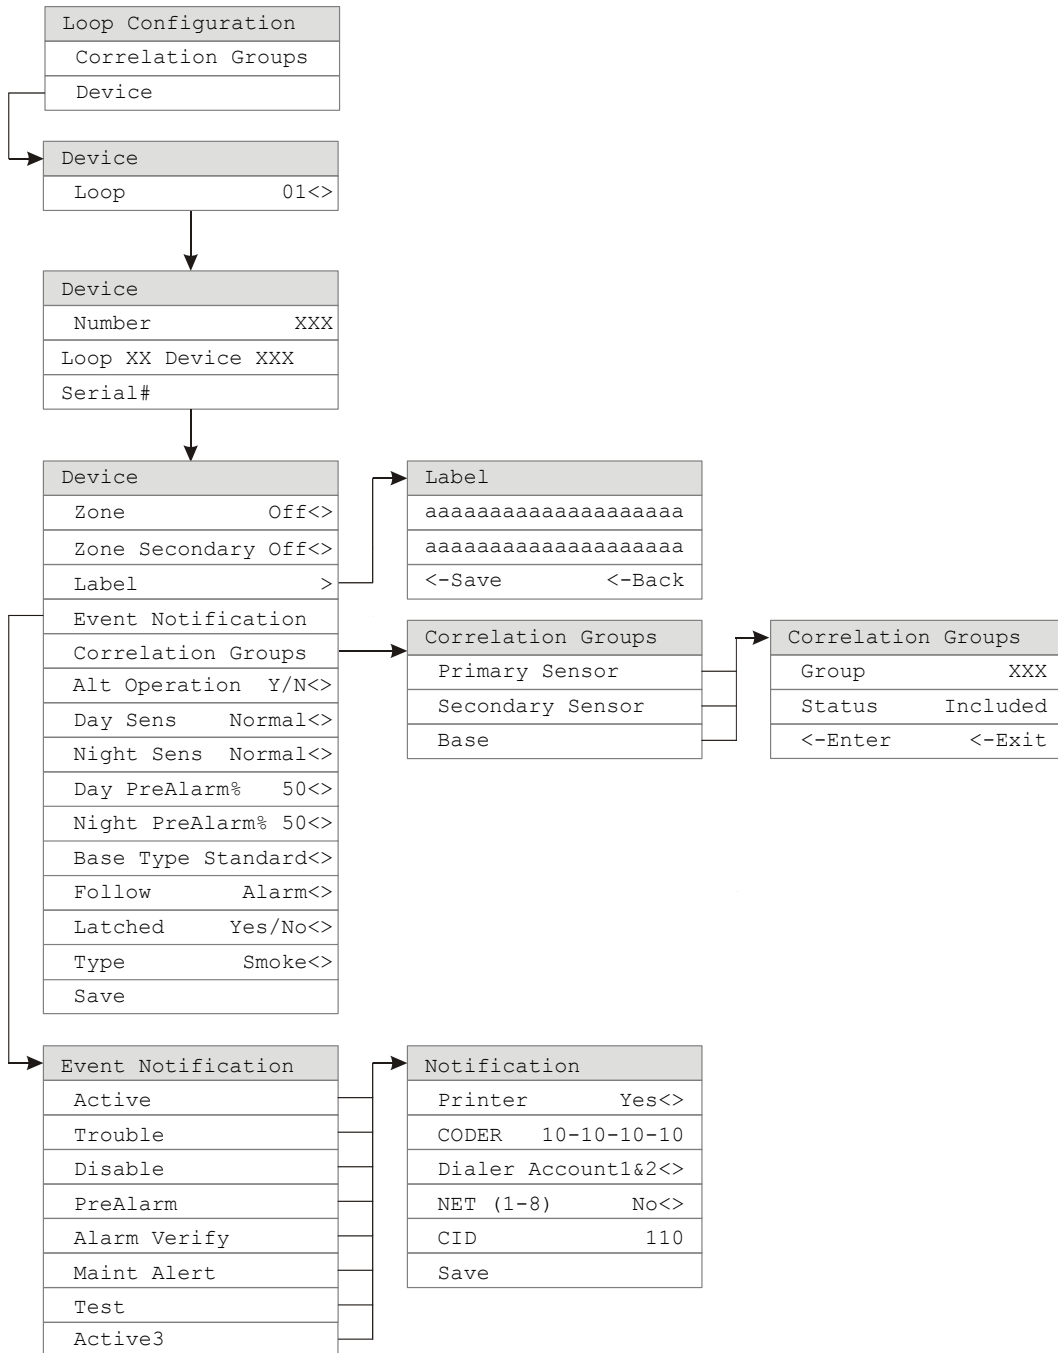 Loop Configuration
Correlation Groups
Device
Device
Loop 01<>
Device
Number XXX
Loop XX Device XXX
Serial#
Device
Zone Off<>
Zone Secondary Off<>
Label >
Event Notification
Correlation Groups
Alt Operation Y/N<>
Day Sens Normal<>
Night Sens Normal<>
Day PreAlarm% 50<>
Night PreAlarm% 50<>
Base Type Standard<>
Follow Alarm<>
Latched Yes/No<>
Type Smoke<>
Save
Label
aaaaaaaaaaaaaaaaaaaa
aaaaaaaaaaaaaaaaaaaa
<-Save <-Back
Correlation Groups
Primary Sensor
Secondary Sensor
Base
Correlation Groups
Group XXX
Status Included
<-Enter <-Exit
Event Notification
Active
Trouble
Disable
PreAlarm
Alarm Verify
Maint Alert
Test
Active3
Notification
Printer Yes<>
CODER 10-10-10-10
Dialer Account1&2<>
NET (1-8) No<>
CID 110
Save